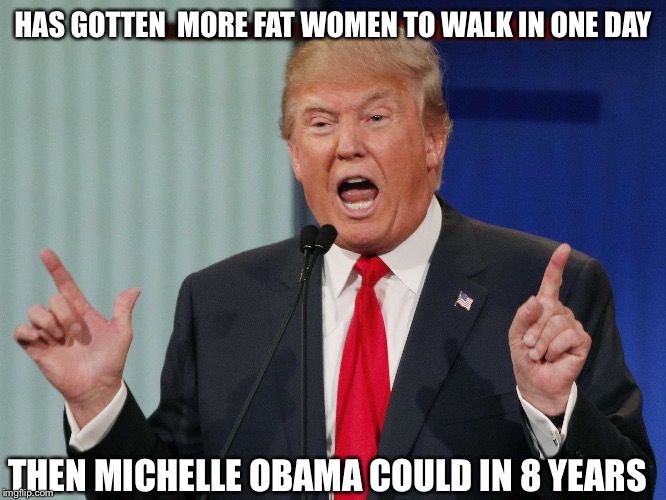 HAS GOTTEN  MORE FAT WOMEN TO WALK IN ONE DAY
THEN MICHELLE OBAMA COULD IN 8 YEARS
imgflip.com